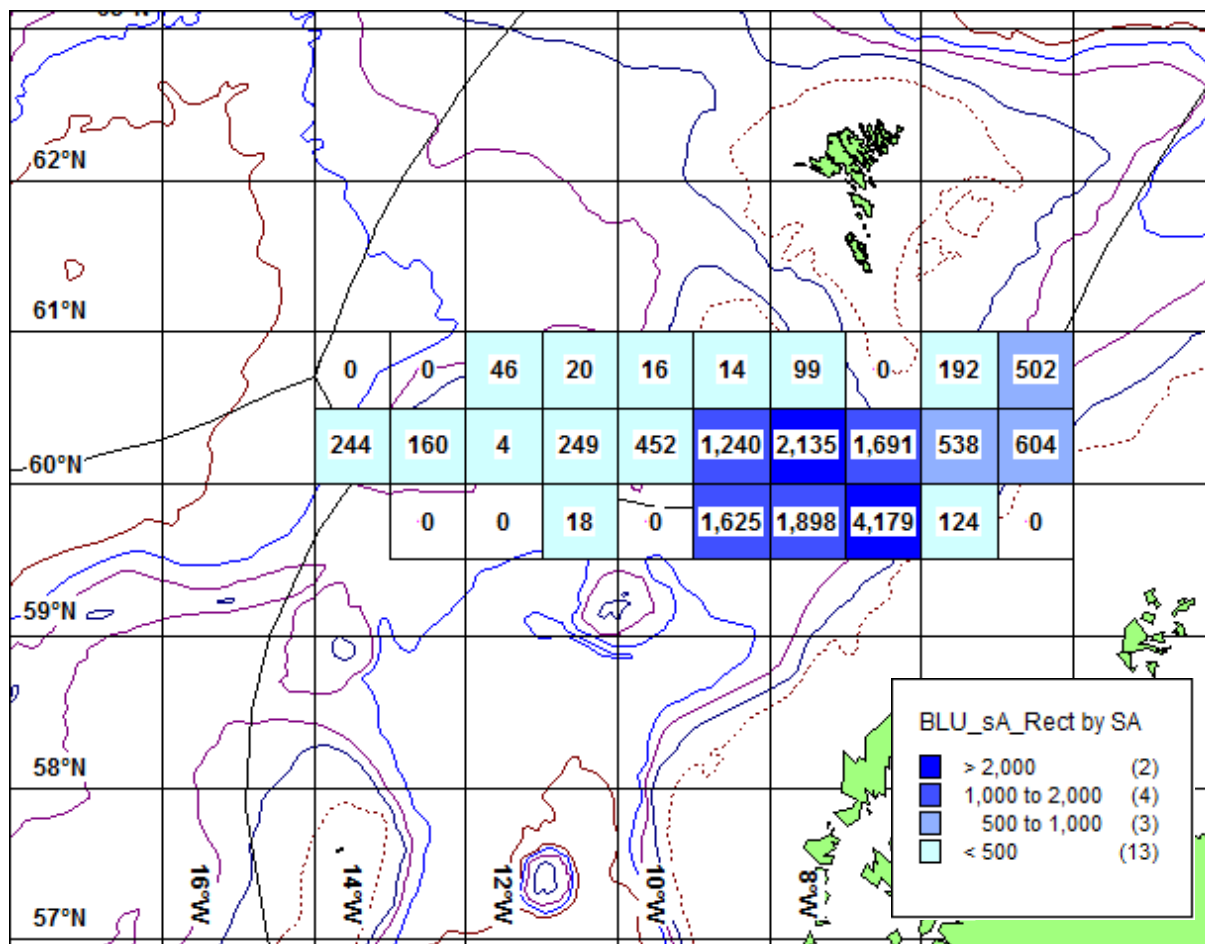 62°N
61°N
0 0 46 20 16 14 99 0 192 502
244 160 4 249 452 1,240 2,135 1,691 538 604
60°N
0 0 18 0 1,625 1,898 4,179 124 0
59°N
58°N
57°N
16°W 14°W 12°W 10°W 8°W
BLU_sA_Rect by SA
> 2,000 (2)
1,000 to 2,000 (4)
500 to 1,000 (3)
< 500 (13)